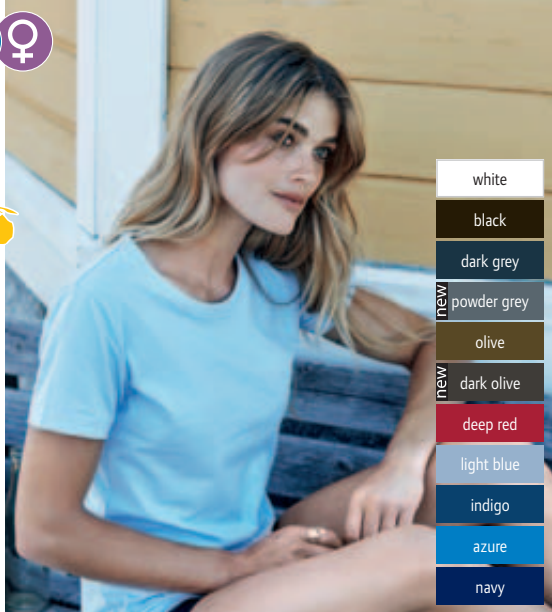 white
black
dark grey
new
powder grey
olive
new
dark olive
deep red
light blue
indigo
azure
navy